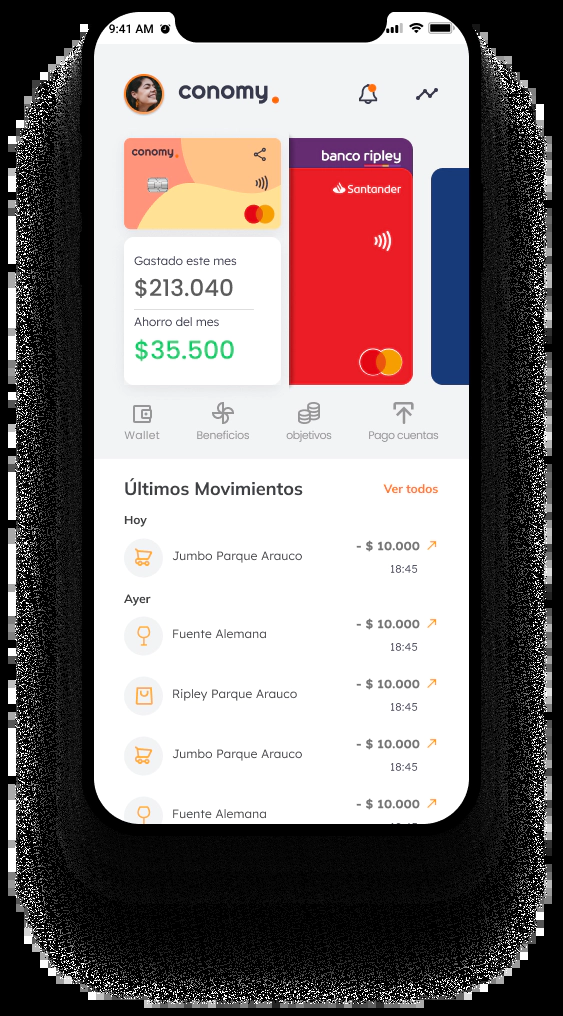 9:41 AM
conomy.
conomy.
banco ripley
Santander
Gastado este mes
$213.040
Ahorro del mes
$35.500
Wallet
Beneficios
objetivos
Pago cuentas
Últimos Movimientos
Ver todos
Hoy
Jumbo Parque Arauco
- $ 10.000
18:45
Ayer
Fuente Alemana
- $ 10.000
18:45
Ripley Parque Arauco
- $ 10.000
18:45
Jumbo Parque Arauco
- $ 10.000
18:45
Fuente Alemana
- $ 10.000